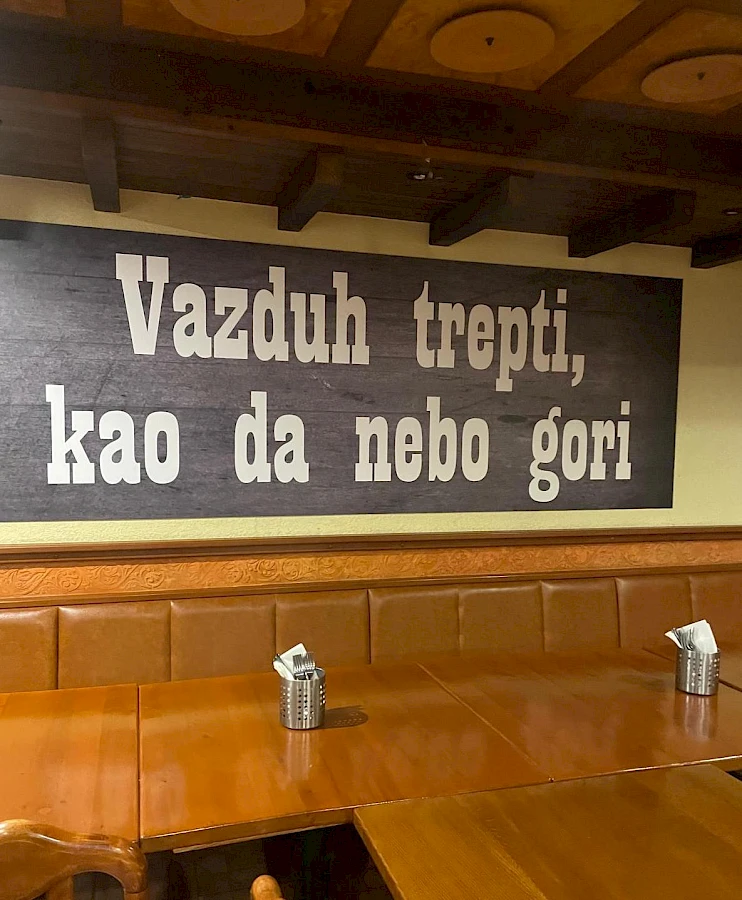 Vazduh trepti,
kao da nebo gori